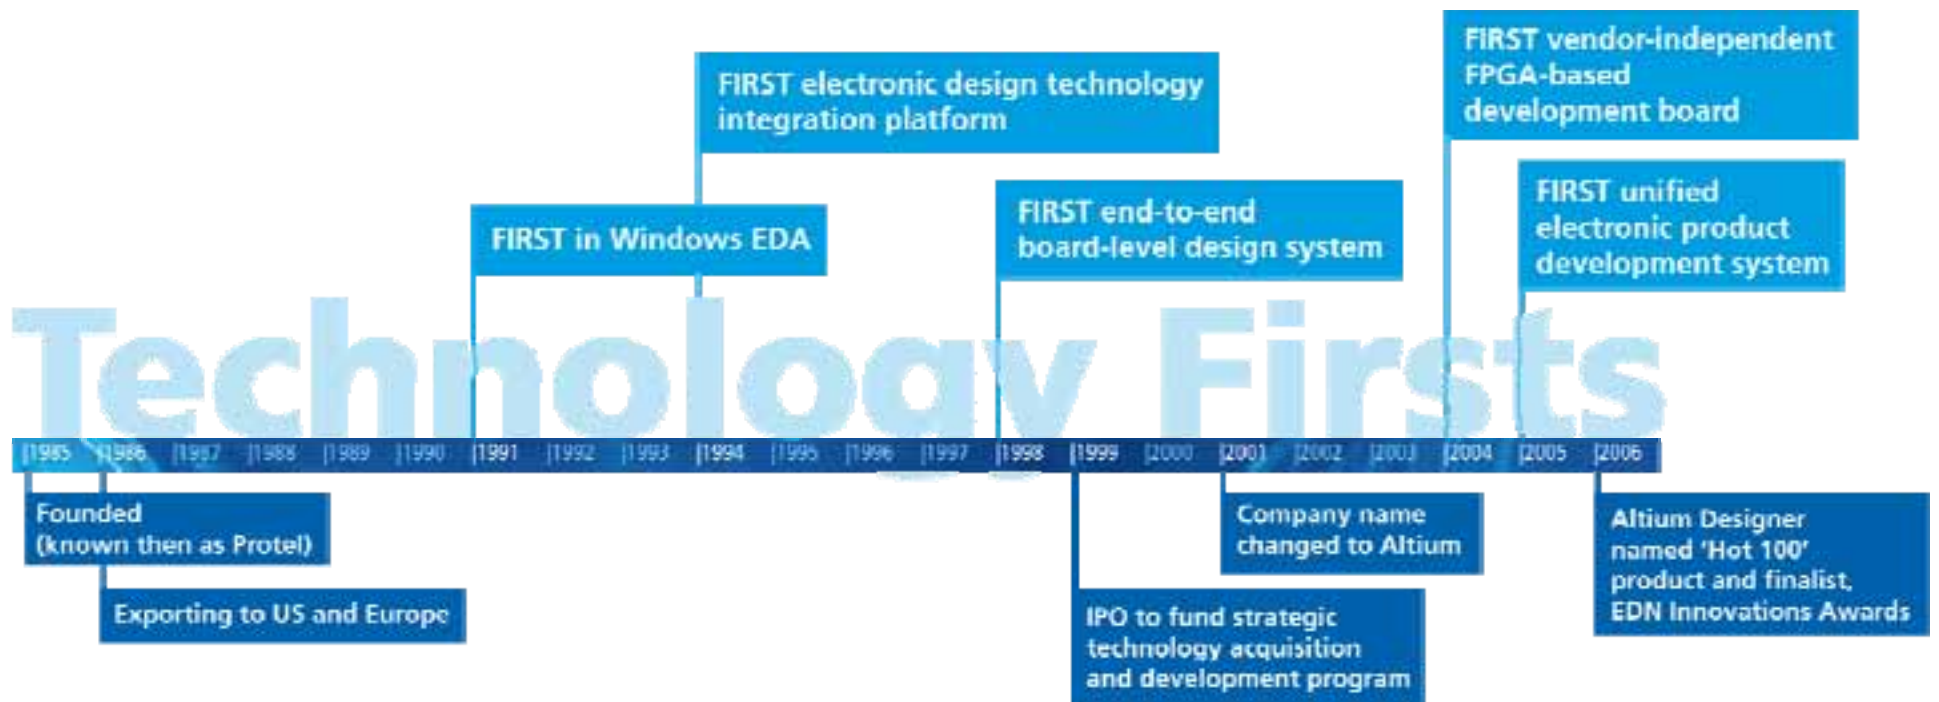 FIRST vendor-independent
FPGA-based
development board
FIRST electronic design technology
integration platform
FIRST unified
electronic product
development system
FIRST end-to-end
board-level design system
FIRST in Windows EDA
Technology Firsts
|1985 |1986 |1987 |1988 |1989 |1990 |1991 |1992 |1993 |1994 |1995 |1996 |1997 |1998 |1999 |2000 |2001 |2002 |2003 |2004 |2005 |2006
Founded
(known then as Protel)
Exporting to US and Europe
Company name
changed to Altium
IPO to fund strategic
technology acquisition
and development program
Altium Designer
named ‘Hot 100’
product and finalist,
EDN Innovations Awards